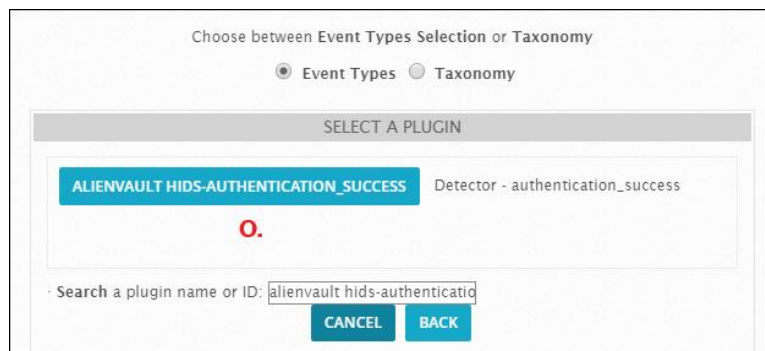 Choose between Event Types Selection or Taxonomy
Event Types Taxonomy
SELECT A PLUGIN
ALIENVAULT HIDS-AUTHENTICATION_SUCCESS Detector - authentication_success
O.
· Search a plugin name or ID: alienvault hids-authenticatio
CANCEL BACK